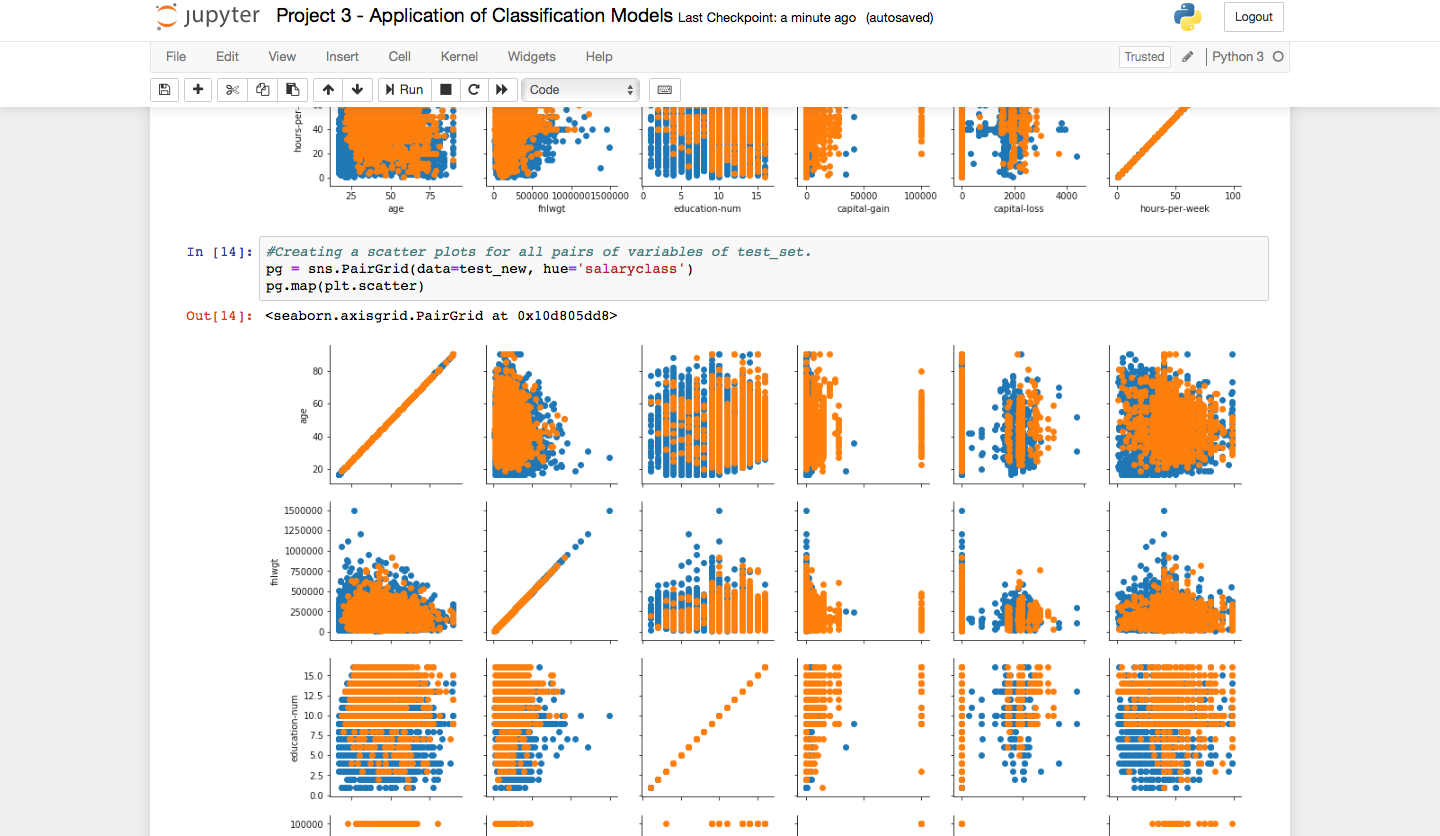 jupyter Project 3 - Application of Classification Models Last Checkpoint: a minute ago (autosaved)
Logout
File Edit View Insert Cell Kernel Widgets Help
Trusted Python 3
Run Code
hours-per-
40
20
0
25 50 75
0 500000 1000000 1500000
0 5 10 15
0 50000 100000
0 2000 4000
0 50 100
age fnlwgt education-num capital-gain capital-loss hours-per-week
In [14]: #Creating a scatter plots for all pairs of variables of test_set.
pg = sns.PairGrid(data=test_new, hue='salaryclass')
pg.map(plt.scatter)
Out[14]: <seaborn.axisgrid.PairGrid at 0x10d805dd8>
age
80
60
40
20
fnlwgt
1500000
1250000
1000000
750000
500000
250000
0
education-num
15.0
12.5
10.0
7.5
5.0
2.5
0.0
100000